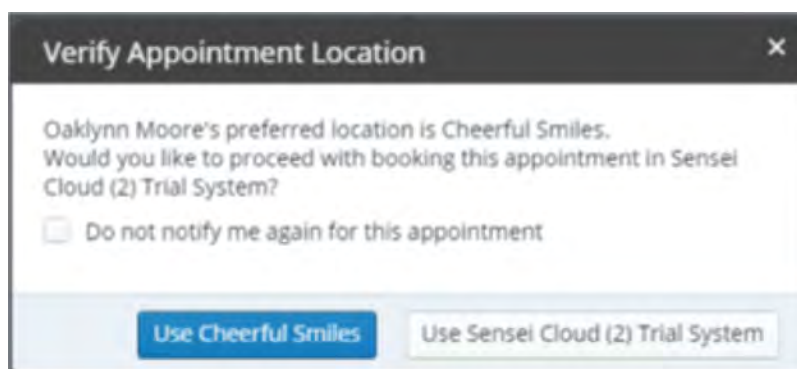 Verify Appointment Location
Oaklynn Moore's preferred location is Cheerful Smiles.
Would you like to proceed with booking this appointment in Sensei
Cloud (2) Trial System?
Do not notify me again for this appointment
Use Cheerful Smiles
Use Sensei Cloud (2) Trial System